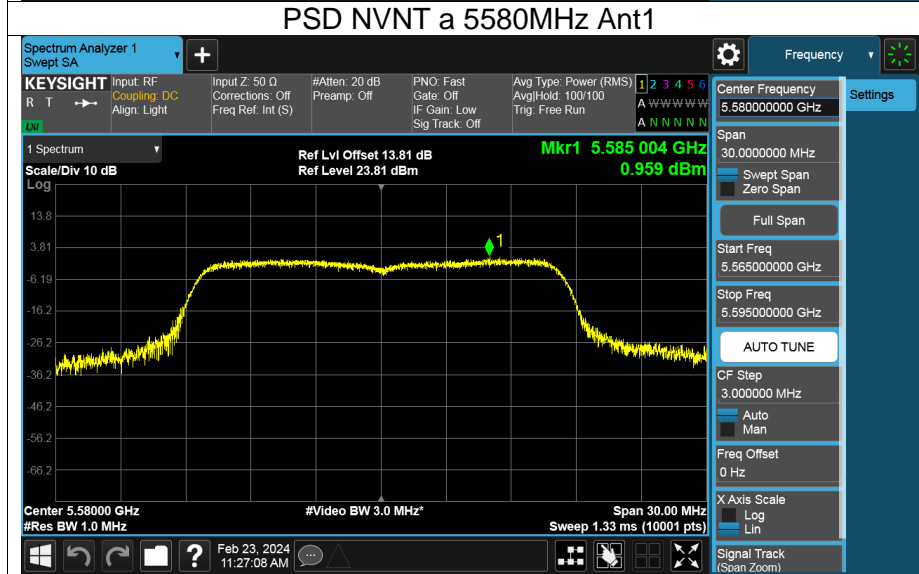 PSD NVNT a 5580MHz Ant1
Spectrum Analyzer 1
Swept SA
+
Frequency
KEYSIGHT
R T
LXI
Input: RF
Coupling: DC
Align: Light
Input Z: 50 Ω
Corrections: Off
Freq Ref: Int (S)
#Atten: 20 dB
Preamp: Off
PNO: Fast
Gate: Off
IF Gain: Low
Sig Track: Off
Avg Type: Power (RMS)
Avg|Hold: 100/100
Trig: Free Run
1 2 3 4 5 6
A W W W W W
A N N N N N
1 Spectrum
Scale/Div 10 dB
Ref Lvl Offset 13.81 dB
Ref Level 23.81 dBm
Mkr1 5.585 004 GHz
0.959 dBm
Log
13.8
3.81
-6.19
-16.2
-26.2
-36.2
-46.2
-56.2
-66.2
1
Center 5.58000 GHz
#Res BW 1.0 MHz
#Video BW 3.0 MHz*
Span 30.00 MHz
Sweep 1.33 ms (10001 pts)
?
Feb 23, 2024
11:27:08 AM
Center Frequency
5.580000000 GHz
Settings
Span
30.0000000 MHz
Swept Span
Zero Span
Full Span
Start Freq
5.565000000 GHz
Stop Freq
5.595000000 GHz
AUTO TUNE
CF Step
3.000000 MHz
Auto
Man
Freq Offset
0 Hz
X Axis Scale
Log
Lin
Signal Track
(Span Zoom)